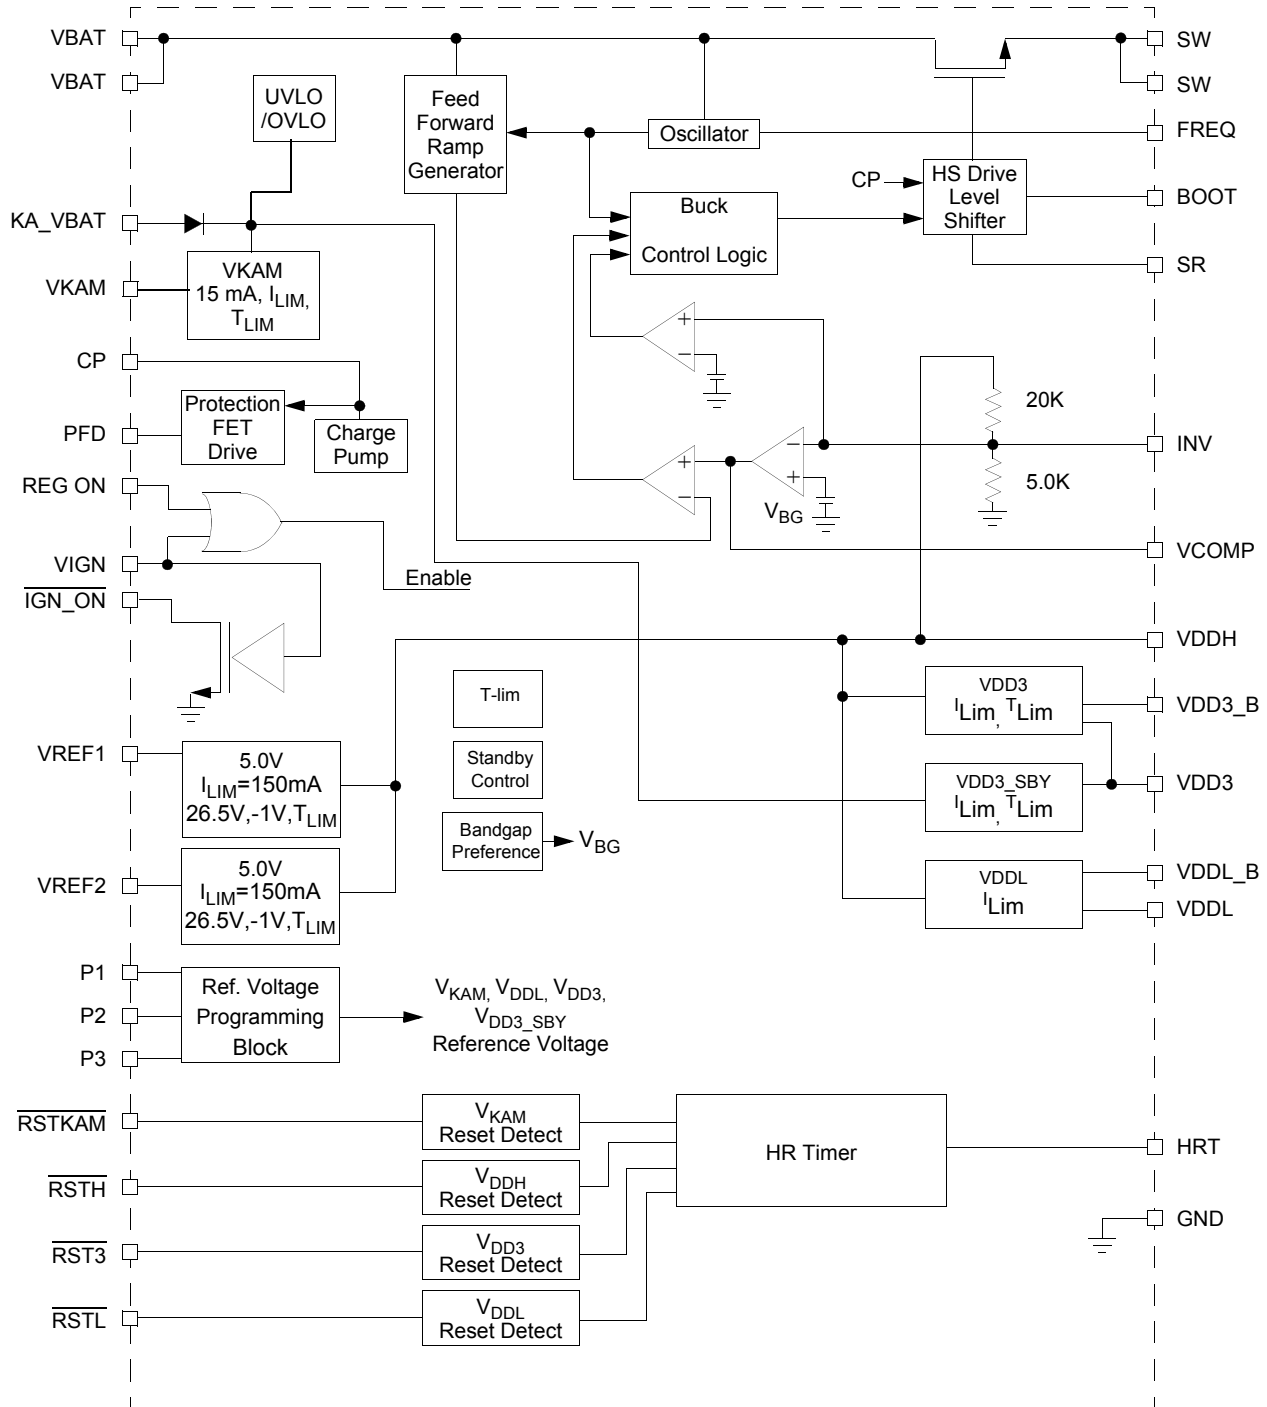 VBAT
VBAT
KA_VBAT
VKAM
CP
PFD
REG ON
VIGN
IGN_ON
VREF1
VREF2
P1
P2
P3
RSTKAM
RSTH
RST3
RSTL
UVLO
/OVLO
VKAM
15 mA, ILIM,
TLIM
Protection
FET
Drive
Charge
Pump
Feed
Forward
Ramp
Generator
Oscillator
Buck
Control Logic
CP
HS Drive
Level
Shifter
+
−
+
−
−
+
VBG
20K
5.0K
Enable
T-lim
Standby
Control
Bandgap
Preference
VBG
5.0V
ILIM=150mA
26.5V,-1V,TLIM
5.0V
ILIM=150mA
26.5V,-1V,TLIM
VDD3
ILim, TLim
VDD3_SBY
ILim, TLim
VDDL
ILim
Ref. Voltage
Programming
Block
VKAM, VDDL, VDD3,
VDD3_SBY
Reference Voltage
VKAM
Reset Detect
VDDH
Reset Detect
VDD3
Reset Detect
VDDL
Reset Detect
HR Timer
SW
SW
FREQ
BOOT
SR
INV
VCOMP
VDDH
VDD3_B
VDD3
VDDL_B
VDDL
HRT
GND